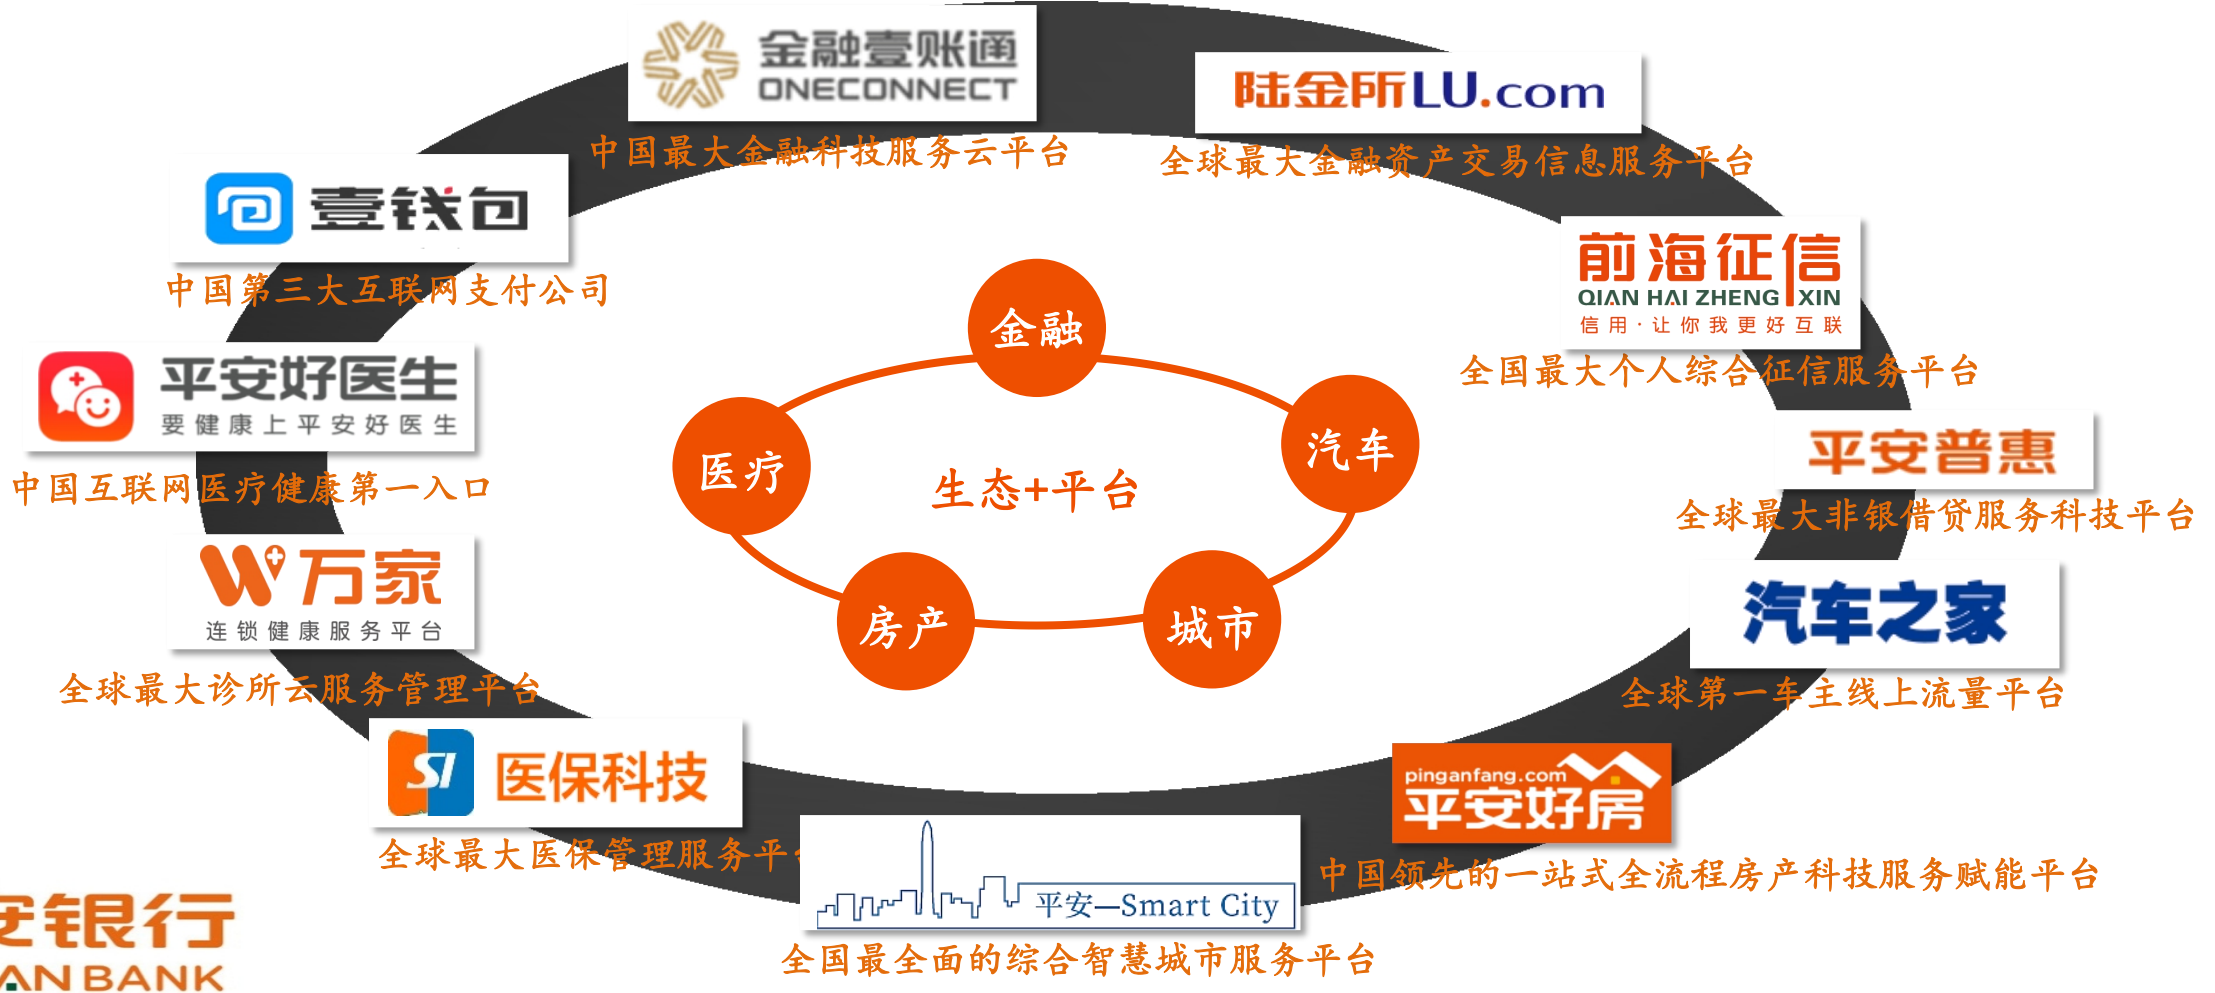 金融壹账通
ONECONNECT
中国最大金融科技服务云平台
陆金所LU.com
全球最大金融资产交易信息服务平台
壹钱包
中国第三大互联网支付公司
前海征信
QIAN HAI ZHENG XIN
信用·让你我更好互联
全国最大个人综合征信服务平台
平安好医生
要健康上平安好医生
中国互联网医疗健康第一入口
平安普惠
全球最大非银借贷服务科技平台
万家
连锁健康服务平台
全球最大诊所云服务管理平台
汽车之家
全球第一车主线上流量平台
SI 医保科技
全球最大医保管理服务平
pinganfang.com
平安好房
中国领先的一站式全流程房产科技服务赋能平台
平安—Smart City
全国最全面的综合智慧城市服务平台
金融
医疗
汽车
生态+平台
房产
城市
安银行
AN BANK